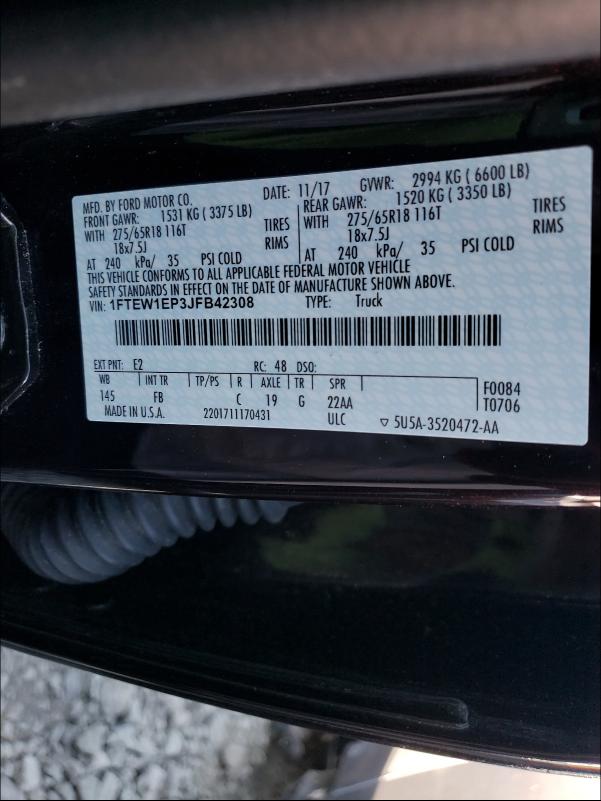 MFD. BY FORD MOTOR CO. DATE: 11/17 GVWR: 2994 KG ( 6600 LB)
FRONT GAWR: 1531 KG ( 3375 LB) REAR GAWR: 1520 KG ( 3350 LB)
WITH 275/65R18 116T TIRES WITH 275/65R18 116T TIRES
18x7.5J RIMS 18x7.5J RIMS
AT 240 kPa/ 35 PSI COLD AT 240 kPa/ 35 PSI COLD
THIS VEHICLE CONFORMS TO ALL APPLICABLE FEDERAL MOTOR VEHICLE
SAFETY STANDARDS IN EFFECT ON THE DATE OF MANUFACTURE SHOWN ABOVE.
VIN: 1FTEW1EP3JFB42308 TYPE: Truck
EXT PNT: E2 RC: 48 DSO:
WB INT TR TP/PS R AXLE TR SPR F0084
145 FB C 19 G 22AA T0706
MADE IN U.S.A. 2201711170431 ULC ▽ 5U5A-3520472-AA